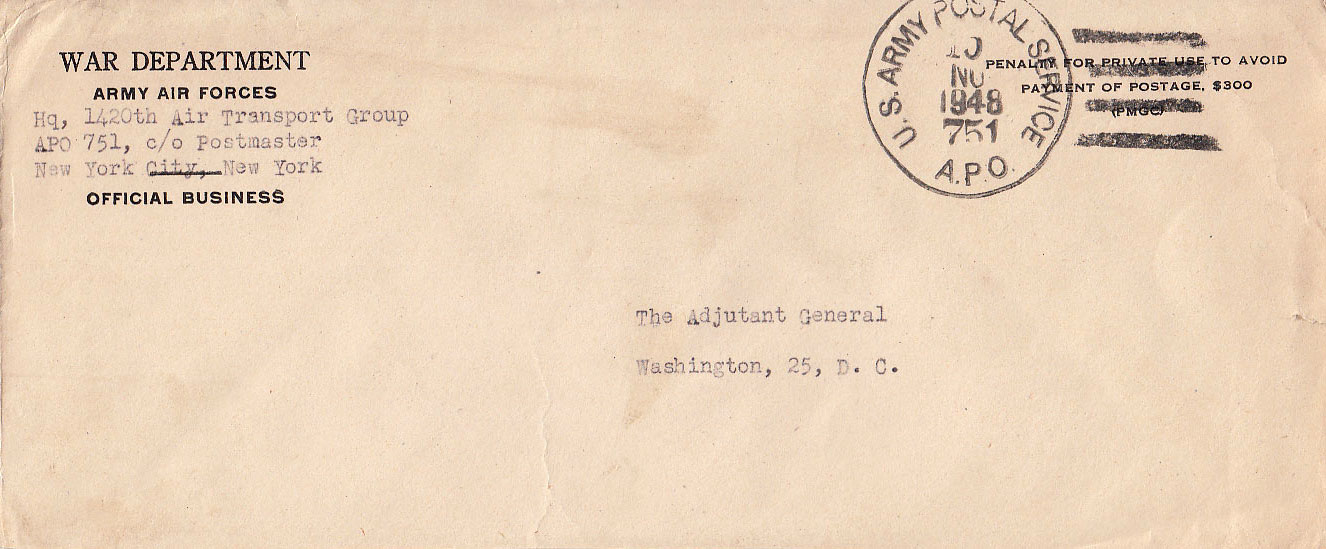 WAR DEPARTMENT
ARMY AIR FORCES
Hq, 1420th Air Transport Group
APO 751, c/o Postmaster
New York City, New York
OFFICIAL BUSINESS
U.S. ARMY POSTAL SERVICE
NO
1948
751
A.P.O.
PENALTY FOR PRIVATE USE TO AVOID
PAYMENT OF POSTAGE, $300
(PMGC)
The Adjutant General
Washington, 25, D. C.